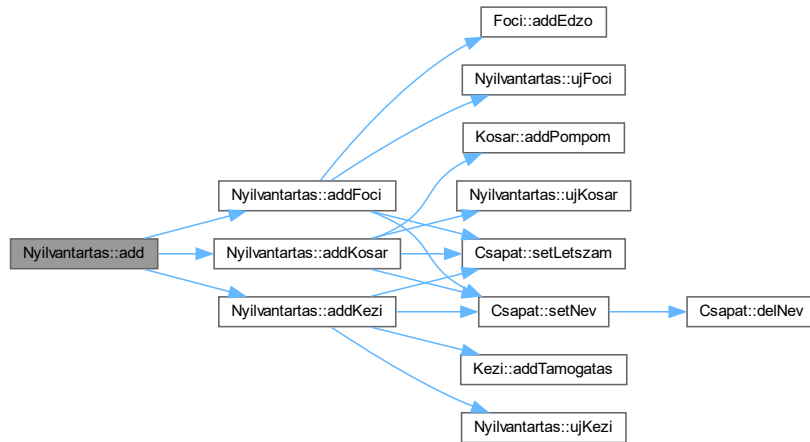 Foci::addEdzo
Nyilvantartas::ujFoci
Kosar::addPompom
Nyilvantartas::addFoci
Nyilvantartas::ujKosar
Nyilvantartas::add
Nyilvantartas::addKosar
Csapat::setLetszam
Nyilvantartas::addKezi
Csapat::setNev
Csapat::delNev
Kezi::addTamogatas
Nyilvantartas::ujKezi